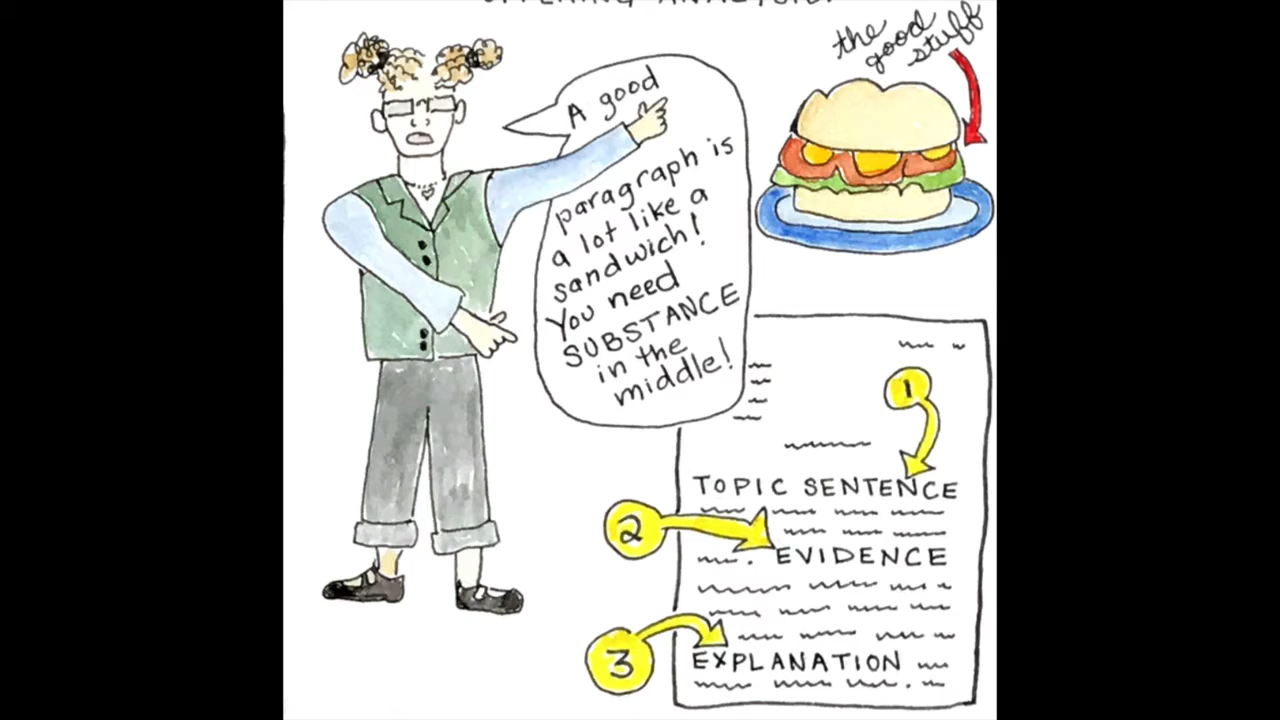 the
good
stuff
A good
paragraph is
a lot like a
sandwich!
You need
SUBSTANCE
in the
middle!
1
TOPIC SENTENCE
2
EVIDENCE
3
EXPLANATION